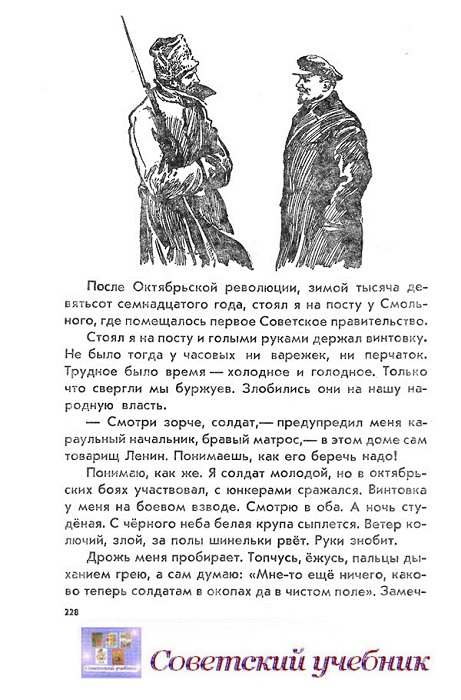 После Октябрьской революции, зимой тысяча де-
вятьсот семнадцатого года, стоял я на посту у Смоль-
ного, где помещалось первое Советское правительство.
Стоял я на посту и голыми руками держал винтовку.
Не было тогда у часовых ни варежек, ни перчаток.
Трудное было время — холодное и голодное. Только
что свергли мы буржуев. Злобились они на нашу на-
родную власть.
— Смотри зорче, солдат,— предупредил меня ка-
раульный начальник, бравый матрос,— в этом доме сам
товарищ Ленин. Понимаешь, как его беречь надо!
Понимаю, как же. Я солдат молодой, но в октябрь-
ских боях участвовал, с юнкерами сражался. Винтовка
у меня на боевом взводе. Смотрю в оба. А ночь сту-
дёная. С чёрного неба белая крупа сыплется. Ветер ко-
лючий, злой, за полы шинельки рвёт. Руки знобит.
Дрожь меня пробирает. Топчусь, ёжусь, пальцы ды-
ханием грею, а сам думаю: «Мне-то ещё ничего, како-
во теперь солдатам в окопах да в чистом поле». Замеч-
228
Советский учебник
Советский учебник